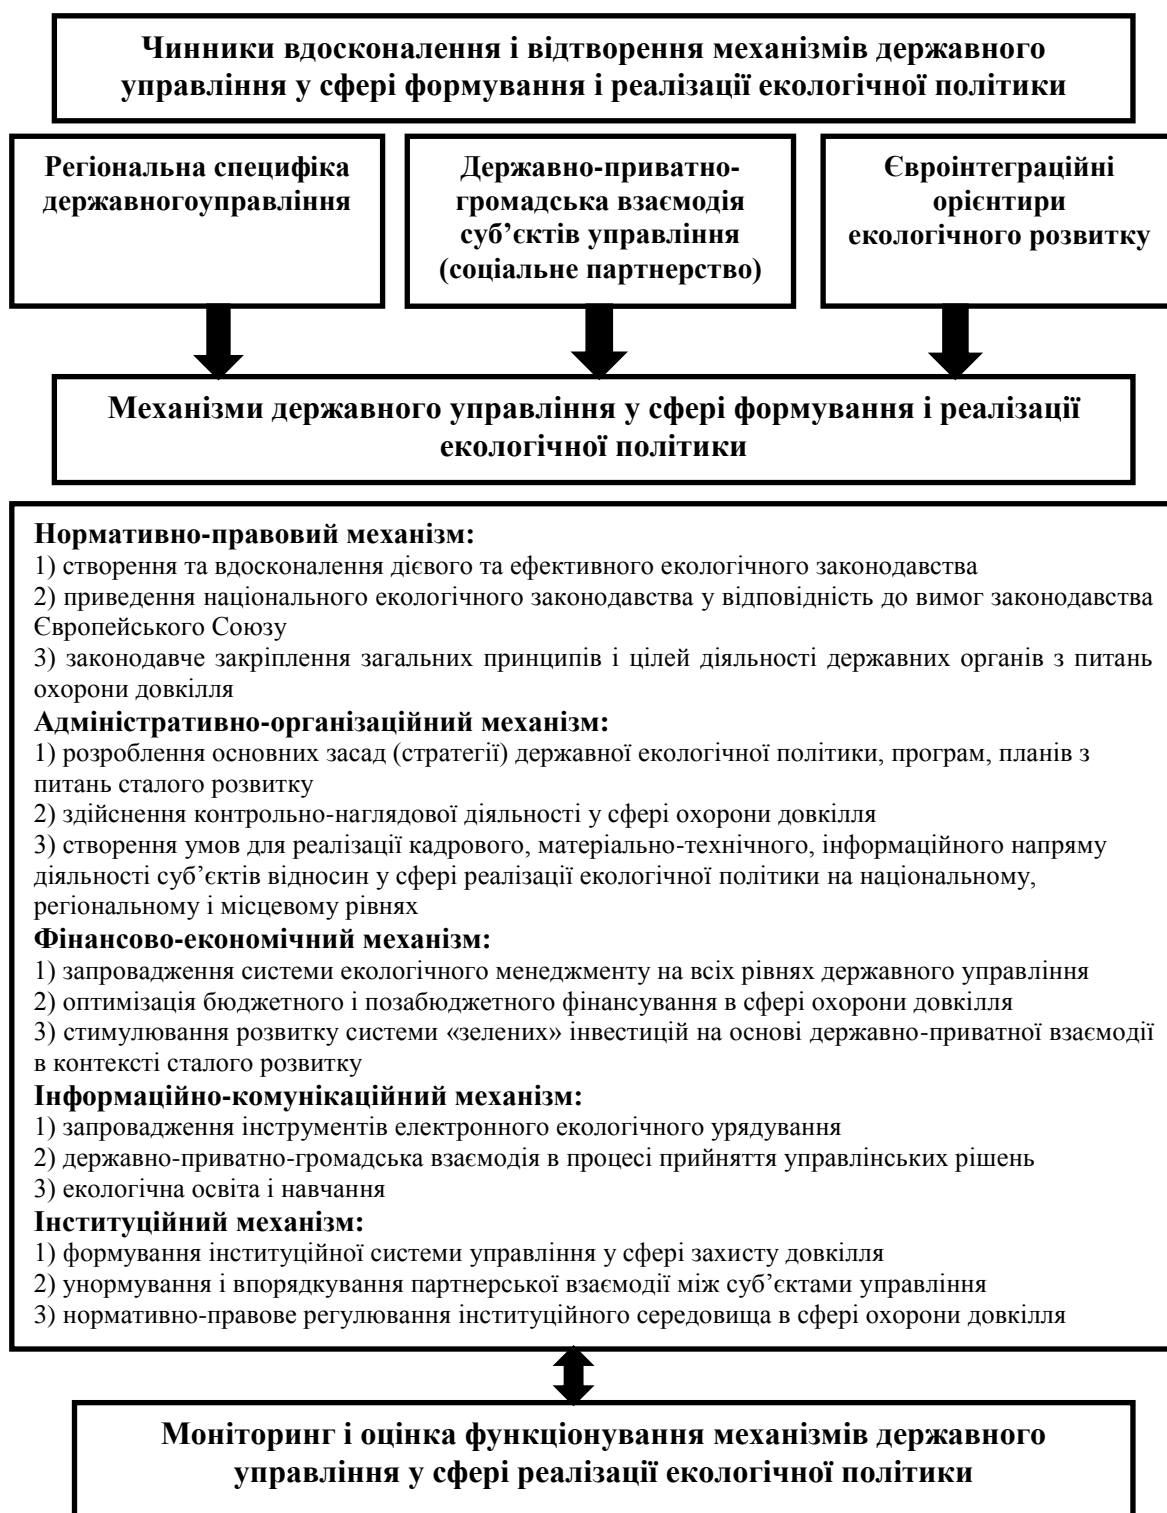 Чинники вдосконалення і відтворення механізмів державного
управління у сфері формування і реалізації екологічної політики
Регіональна специфіка
державногоуправління
Державно-приватно-
громадська взаємодія
суб’єктів управління
(соціальне партнерство)
Євроінтеграційні
орієнтири
екологічного розвитку
Механізми державного управління у сфері формування і реалізації
екологічної політики
Нормативно-правовий механізм:
1) створення та вдосконалення дієвого та ефективного екологічного законодавства
2) приведення національного екологічного законодавства у відповідність до вимог законодавства
Європейського Союзу
3) законодавче закріплення загальних принципів і цілей діяльності державних органів з питань
охорони довкілля
Адміністративно-організаційний механізм:
1) розроблення основних засад (стратегії) державної екологічної політики, програм, планів з
питань сталого розвитку
2) здійснення контрольно-наглядової діяльності у сфері охорони довкілля
3) створення умов для реалізації кадрового, матеріально-технічного, інформаційного напряму
діяльності суб’єктів відносин у сфері реалізації екологічної політики на національному,
регіональному і місцевому рівнях
Фінансово-економічний механізм:
1) запровадження системи екологічного менеджменту на всіх рівнях державного управління
2) оптимізація бюджетного і позабюджетного фінансування в сфері охорони довкілля
3) стимулювання розвитку системи «зелених» інвестицій на основі державно-приватної взаємодії
в контексті сталого розвитку
Інформаційно-комунікаційний механізм:
1) запровадження інструментів електронного екологічного урядування
2) державно-приватно-громадська взаємодія в процесі прийняття управлінських рішень
3) екологічна освіта і навчання
Інституційний механізм:
1) формування інституційної системи управління у сфері захисту довкілля
2) унормування і впорядкування партнерської взаємодії між суб’єктами управління
3) нормативно-правове регулювання інституційного середовища в сфері охорони довкілля
Моніторинг і оцінка функціонування механізмів державного
управління у сфері реалізації екологічної політики